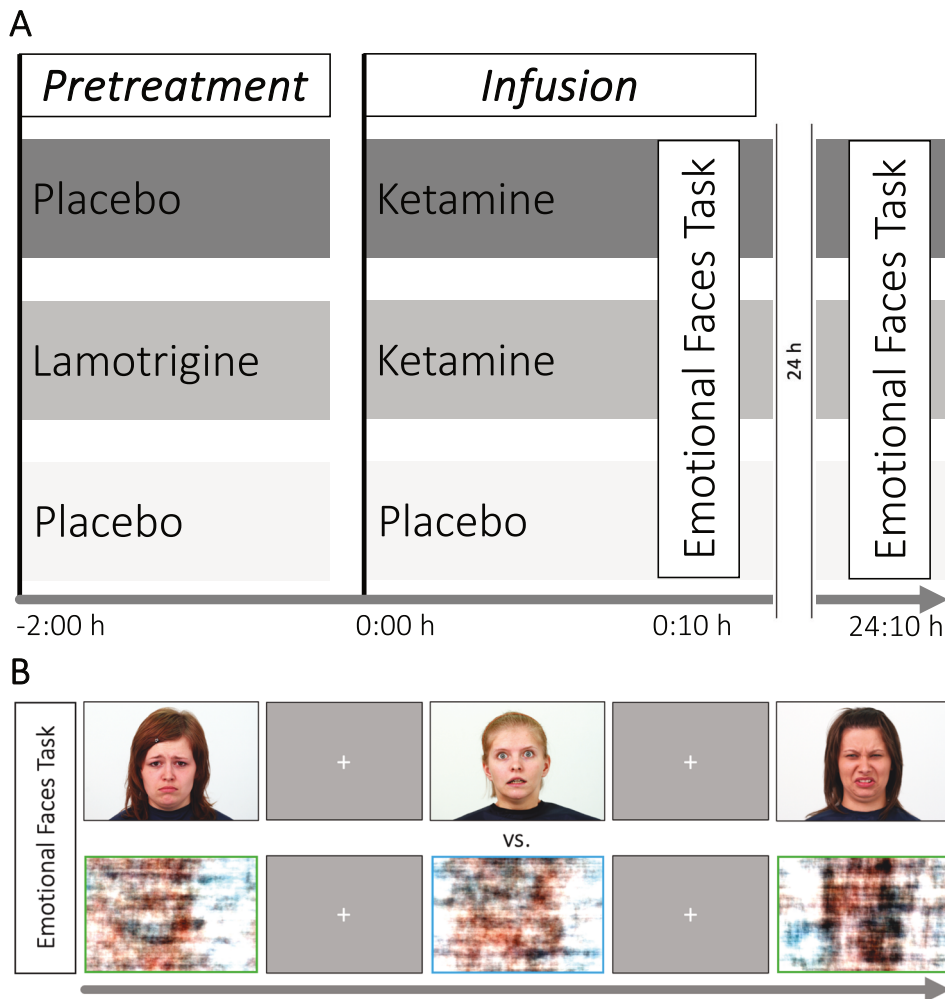 A
Pretreatment
Infusion
Placebo
Ketamine
Lamotrigine
Ketamine
Placebo
Placebo
Emotional Faces Task
24 h
Emotional Faces Task
-2:00 h
0:00 h
0:10 h
24:10 h
B
Emotional Faces Task
+
+
vs.
+
+